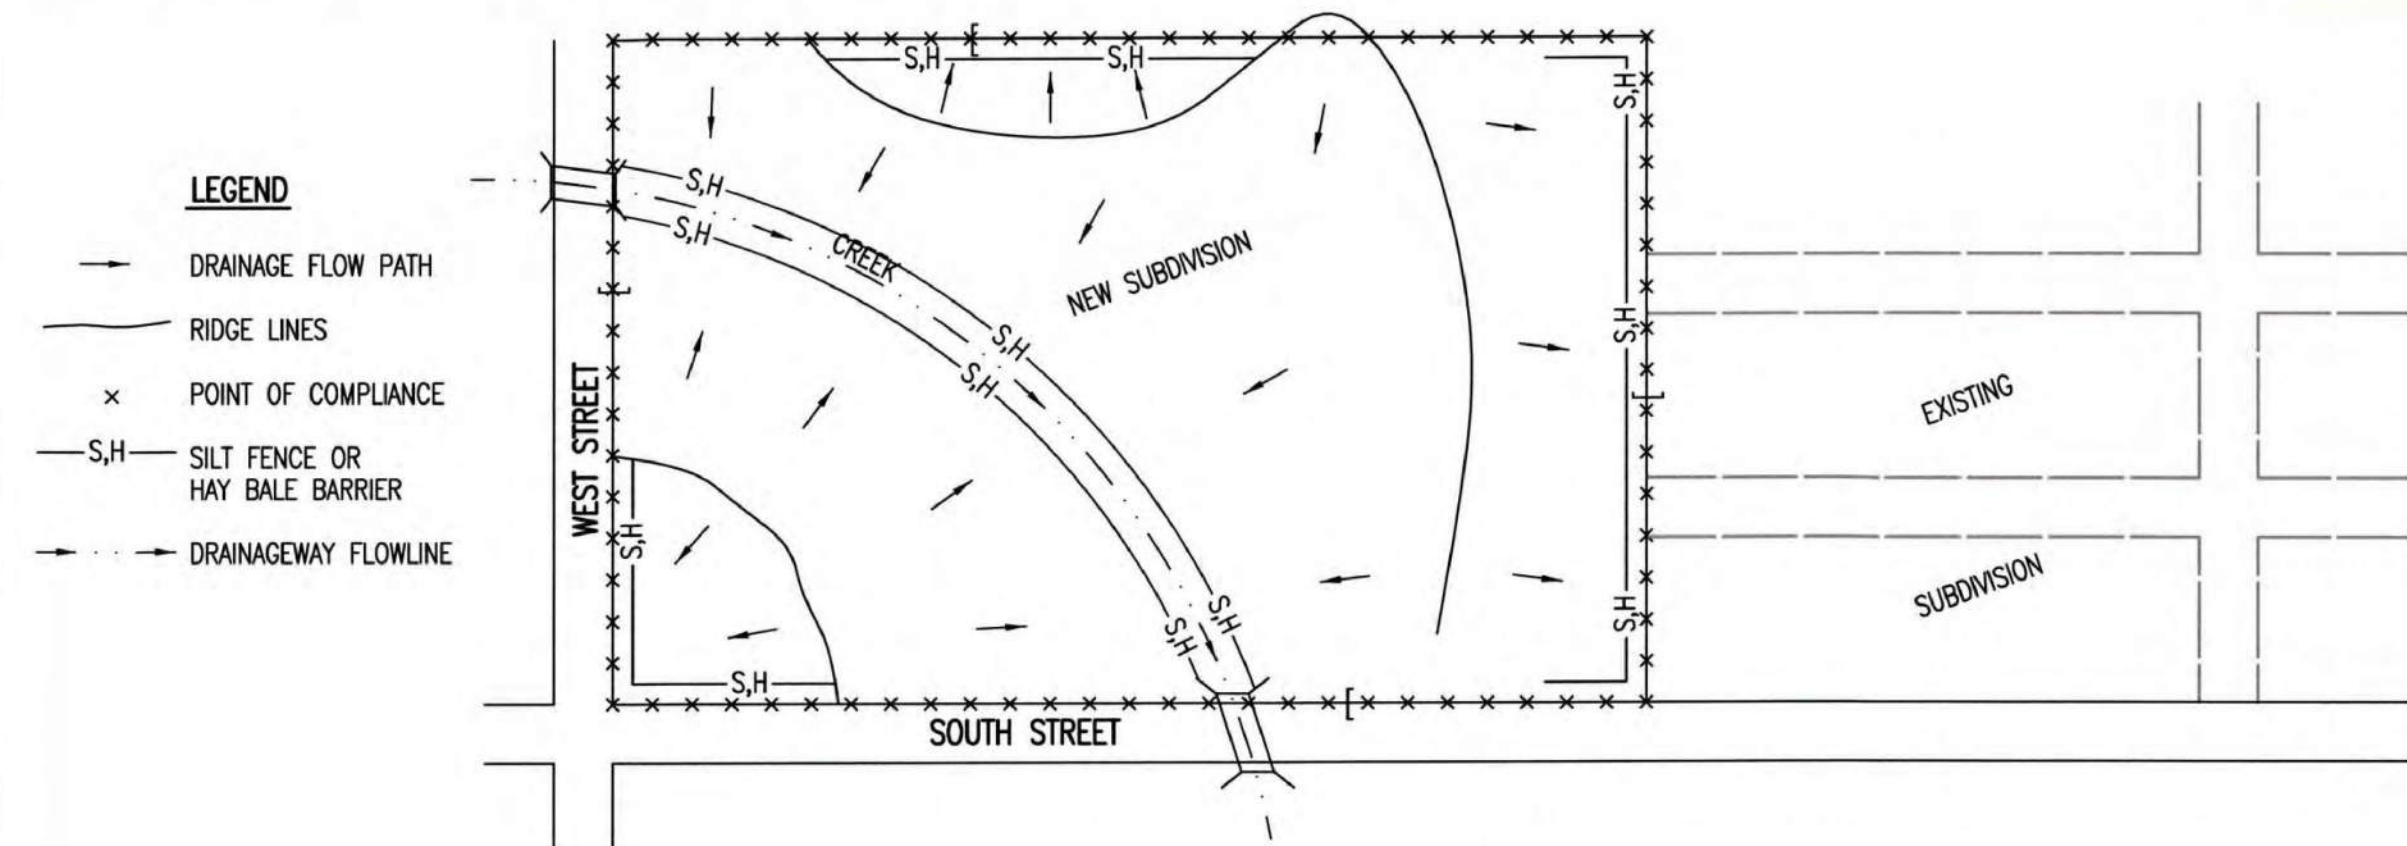 LEGEND
DRAINAGE FLOW PATH
RIDGE LINES
× POINT OF COMPLIANCE
S,H SILT FENCE OR
HAY BALE BARRIER
DRAINAGEWAY FLOWLINE
S,H
S,H
S,H
S,H
CREEK
S,H
S,H
NEW SUBDIVISION
S,H
S,H
S,H
S,H
S,H
WEST STREET
S,H
S,H
S,H
SOUTH STREET
EXISTING
SUBDIVISION